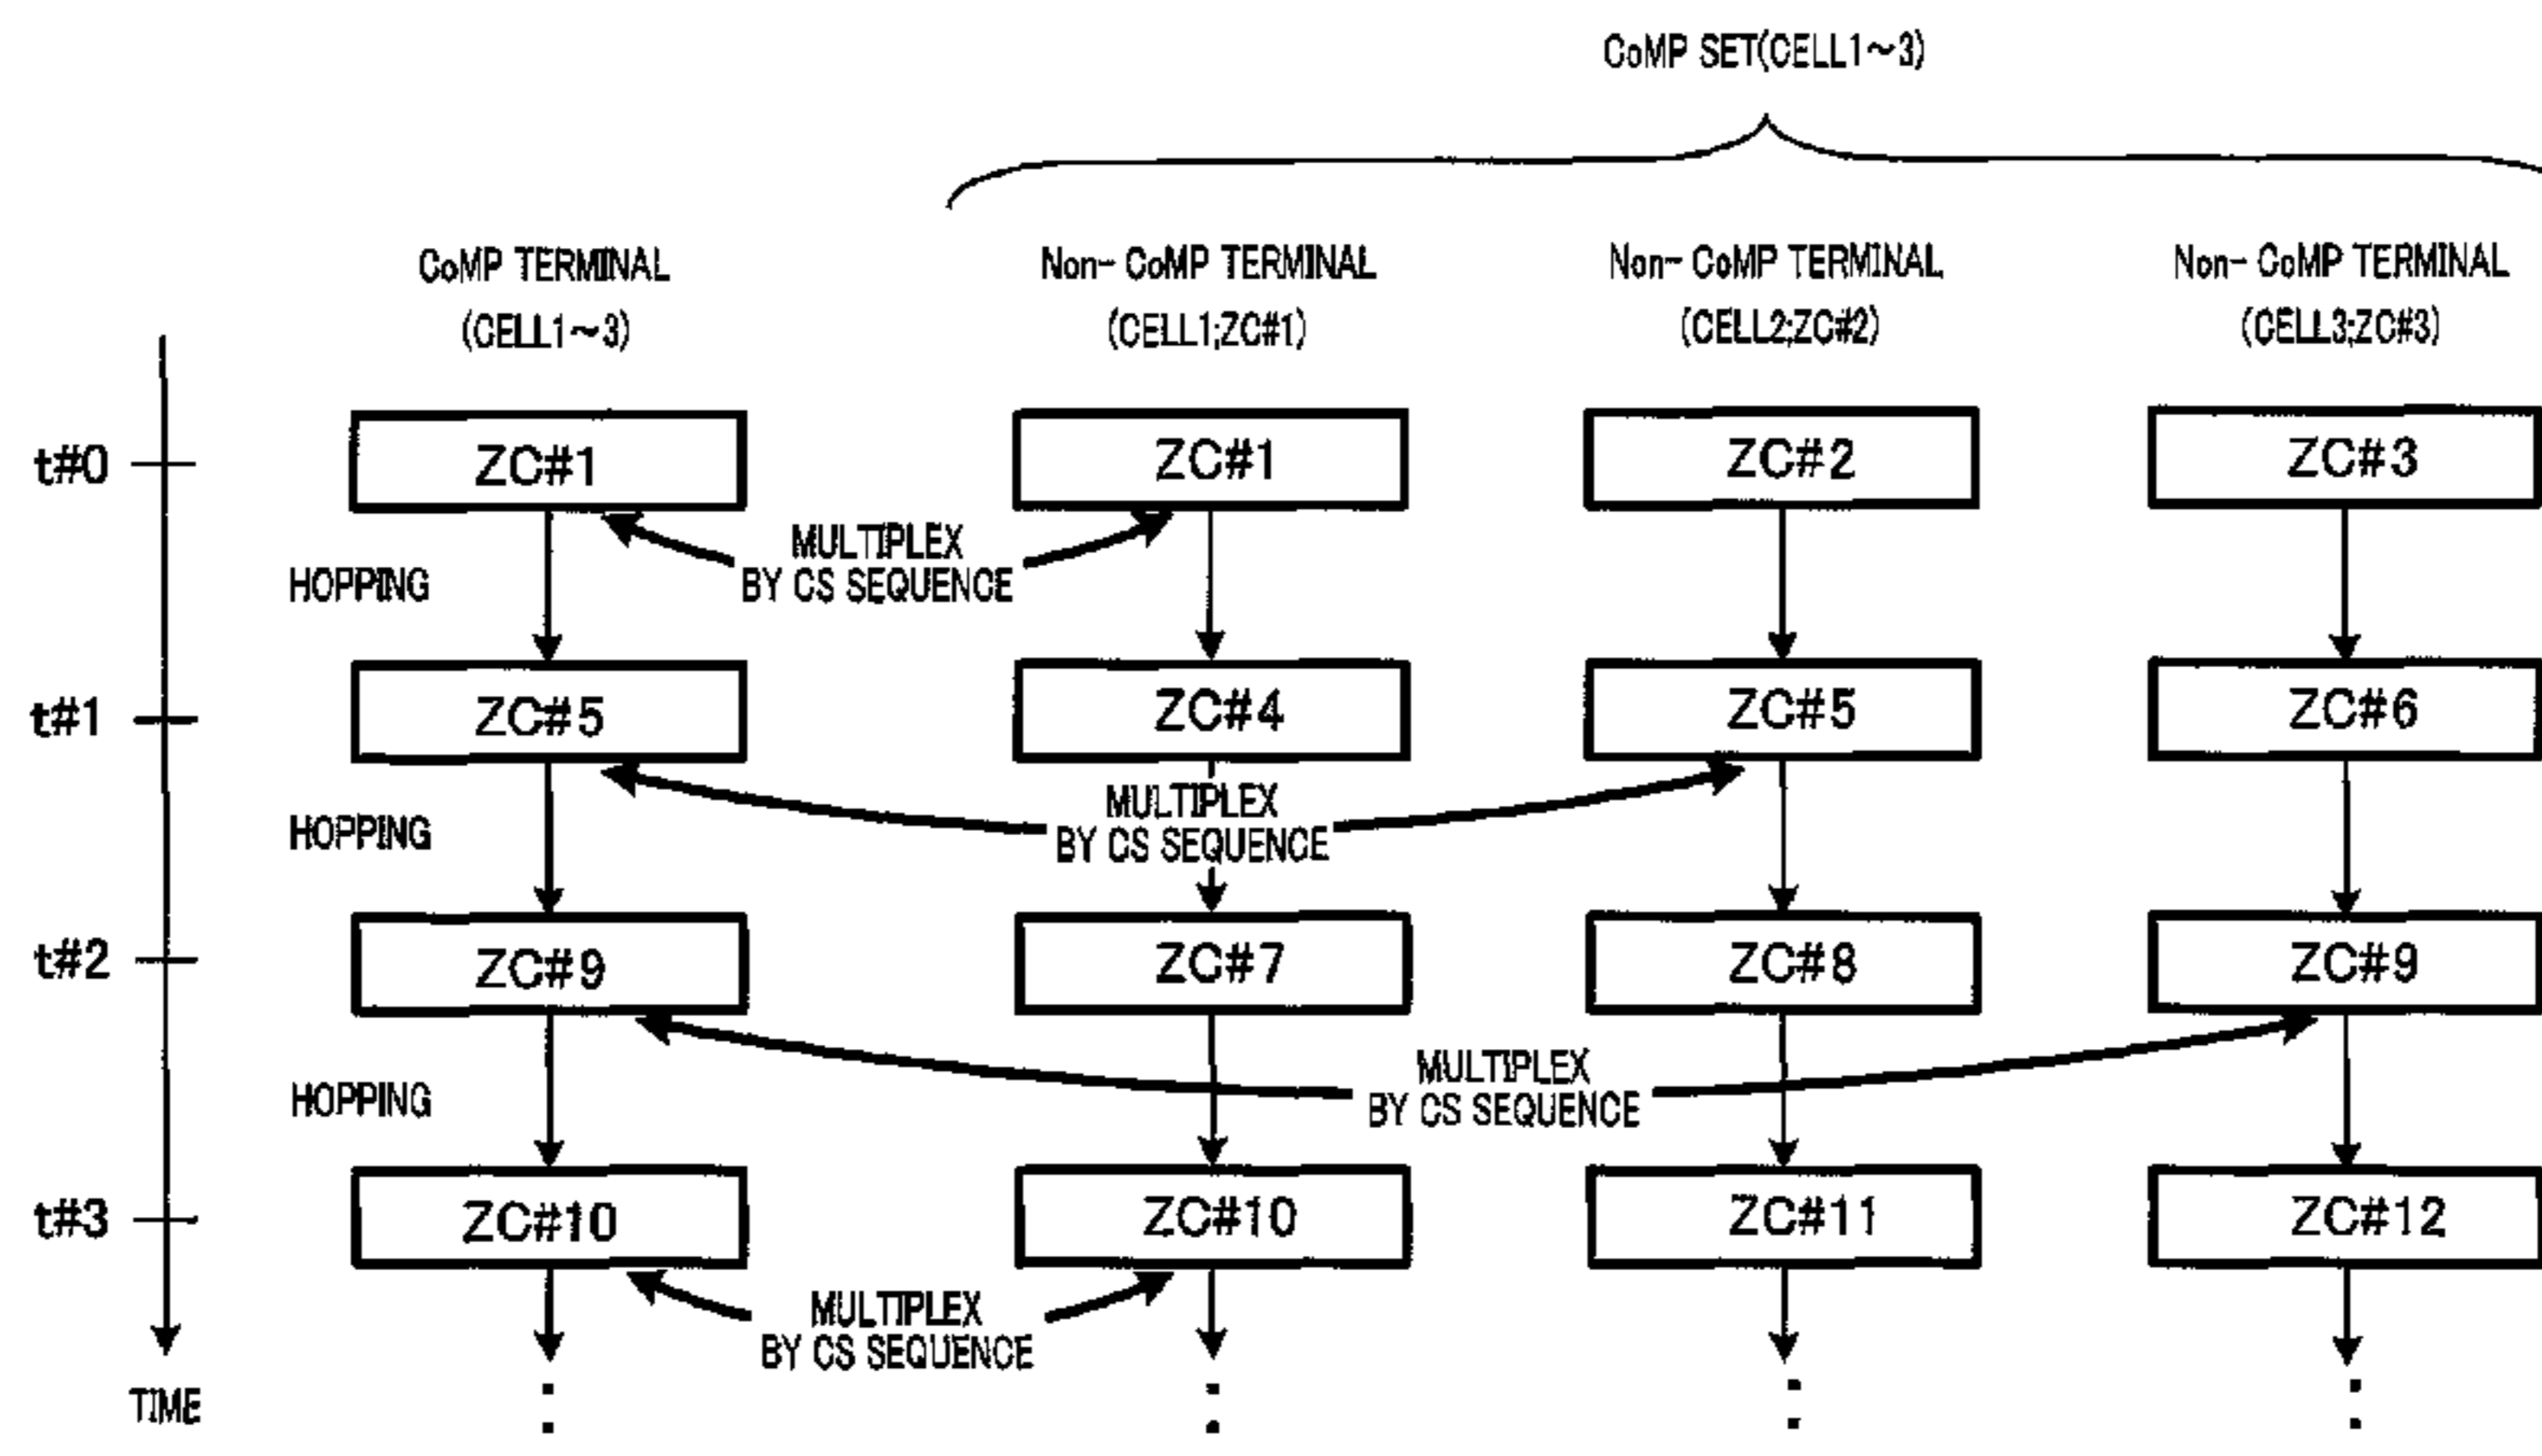 CoMP SET(CELL1～3)
CoMP TERMINAL
(CELL1～3)
Non- CoMP TERMINAL
(CELL1;ZC#1)
Non- CoMP TERMINAL
(CELL2;ZC#2)
Non- CoMP TERMINAL
(CELL3;ZC#3)
t#0
ZC#1
ZC#1
ZC#2
ZC#3
HOPPING
MULTIPLEX
BY CS SEQUENCE
t#1
ZC#5
ZC#4
ZC#5
ZC#6
HOPPING
MULTIPLEX
BY CS SEQUENCE
t#2
ZC#9
ZC#7
ZC#8
ZC#9
HOPPING
MULTIPLEX
BY CS SEQUENCE
t#3
ZC#10
ZC#10
ZC#11
ZC#12
MULTIPLEX
BY CS SEQUENCE
TIME